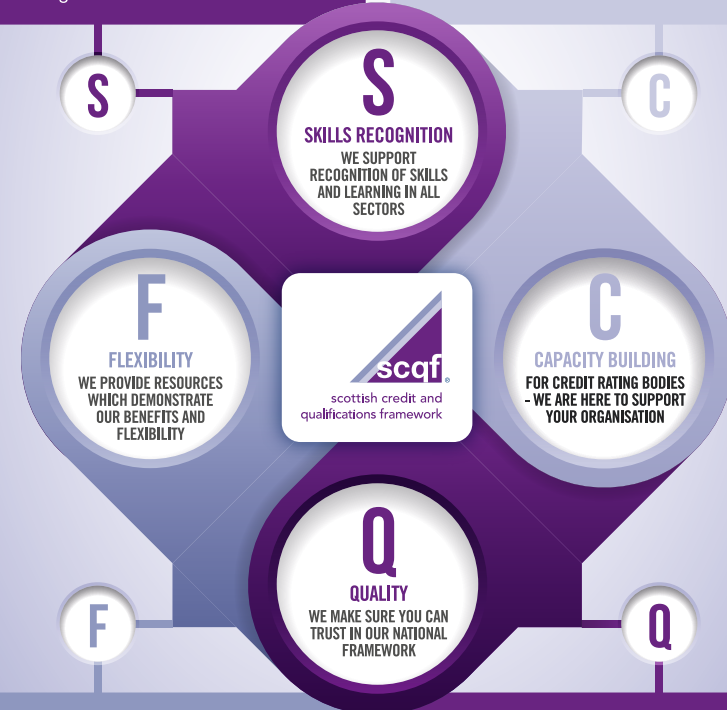 S
C
S
SKILLS RECOGNITION
WE SUPPORT
RECOGNITION OF SKILLS
AND LEARNING IN ALL
SECTORS
F
FLEXIBILITY
WE PROVIDE RESOURCES
WHICH DEMONSTRATE
OUR BENEFITS AND
FLEXIBILITY
scqf®
scottish credit and
qualifications framework
C
CAPACITY BUILDING
FOR CREDIT RATING BODIES
- WE ARE HERE TO SUPPORT
YOUR ORGANISATION
Q
QUALITY
WE MAKE SURE YOU CAN
TRUST IN OUR NATIONAL
FRAMEWORK
F
Q